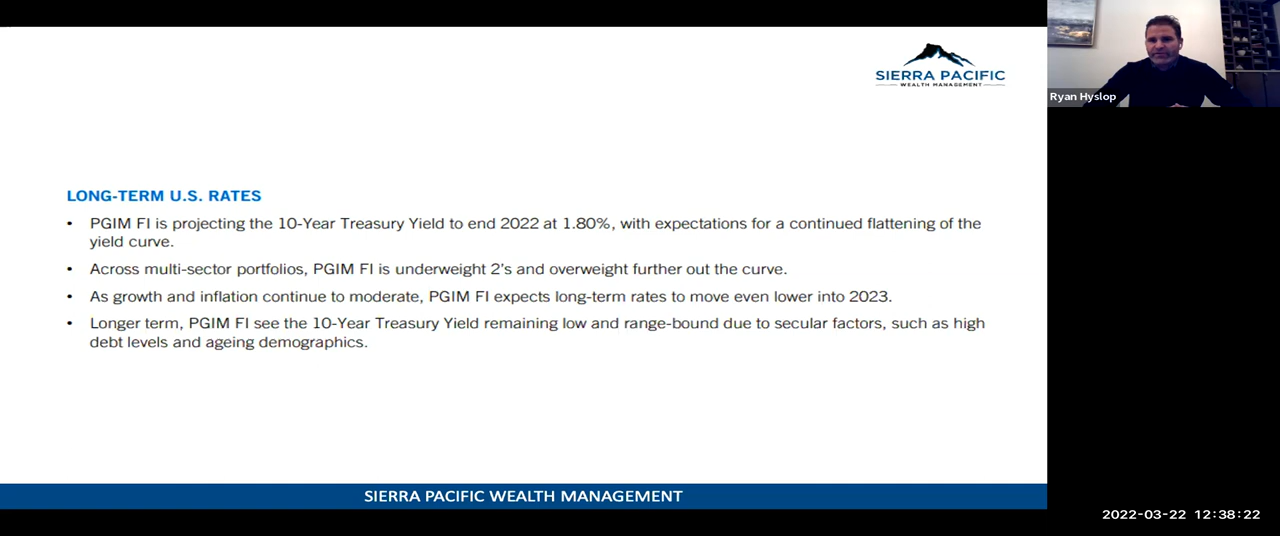 SIERRA PACIFIC
WEALTH MANAGEMENT
Ryan Hyslop
LONG-TERM U.S. RATES
• PGIM FI is projecting the 10-Year Treasury Yield to end 2022 at 1.80%, with expectations for a continued flattening of the
yield curve.
• Across multi-sector portfolios, PGIM FI is underweight 2's and overweight further out the curve.
• As growth and inflation continue to moderate, PGIM FI expects long-term rates to move even lower into 2023.
• Longer term, PGIM FI see the 10-Year Treasury Yield remaining low and range-bound due to secular factors, such as high
debt levels and ageing demographics.
SIERRA PACIFIC WEALTH MANAGEMENT
2022-03-22 12:38:22